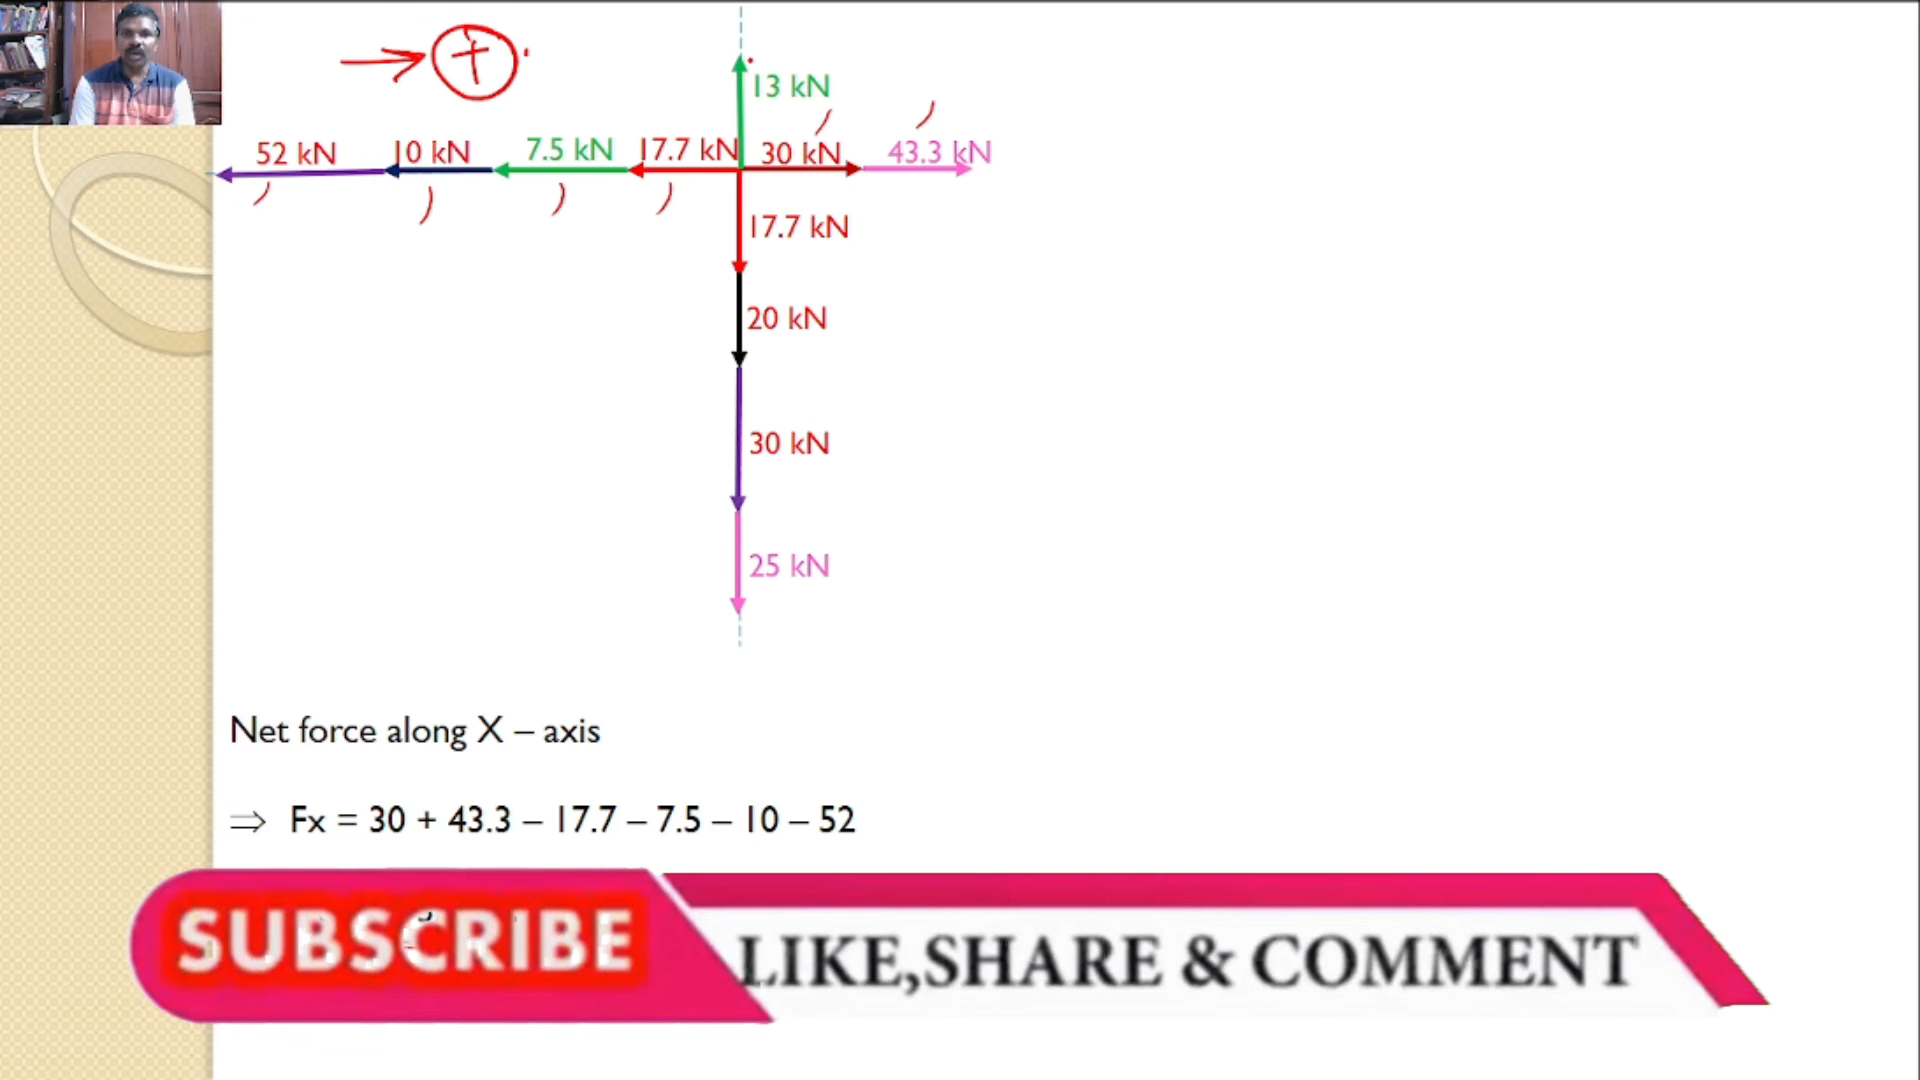 +
13 kN
52 kN 10 kN 7.5 kN 17.7 kN 30 kN 43.3 kN
17.7 kN
20 kN
30 kN
25 kN
Net force along X – axis
⇒ Fx = 30 + 43.3 – 17.7 – 7.5 – 10 – 52
SUBSCRIBE
LIKE,SHARE & COMMENT